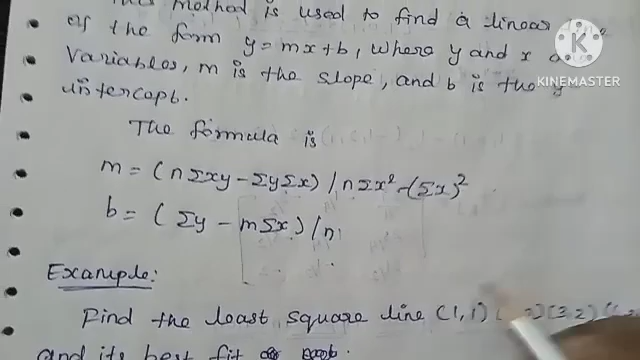 method is used to find a linear
of the form y = mx+b, where y and x
variables, m is the slope, and b is the y
intercept.
The formula is
m = (nΣxy - ΣyΣx) / nΣx² - (Σx)²
b = (Σy - mΣx) / n
Example:
Find the least square line (1,1) (3,2)
and its best fit
KINEMASTER